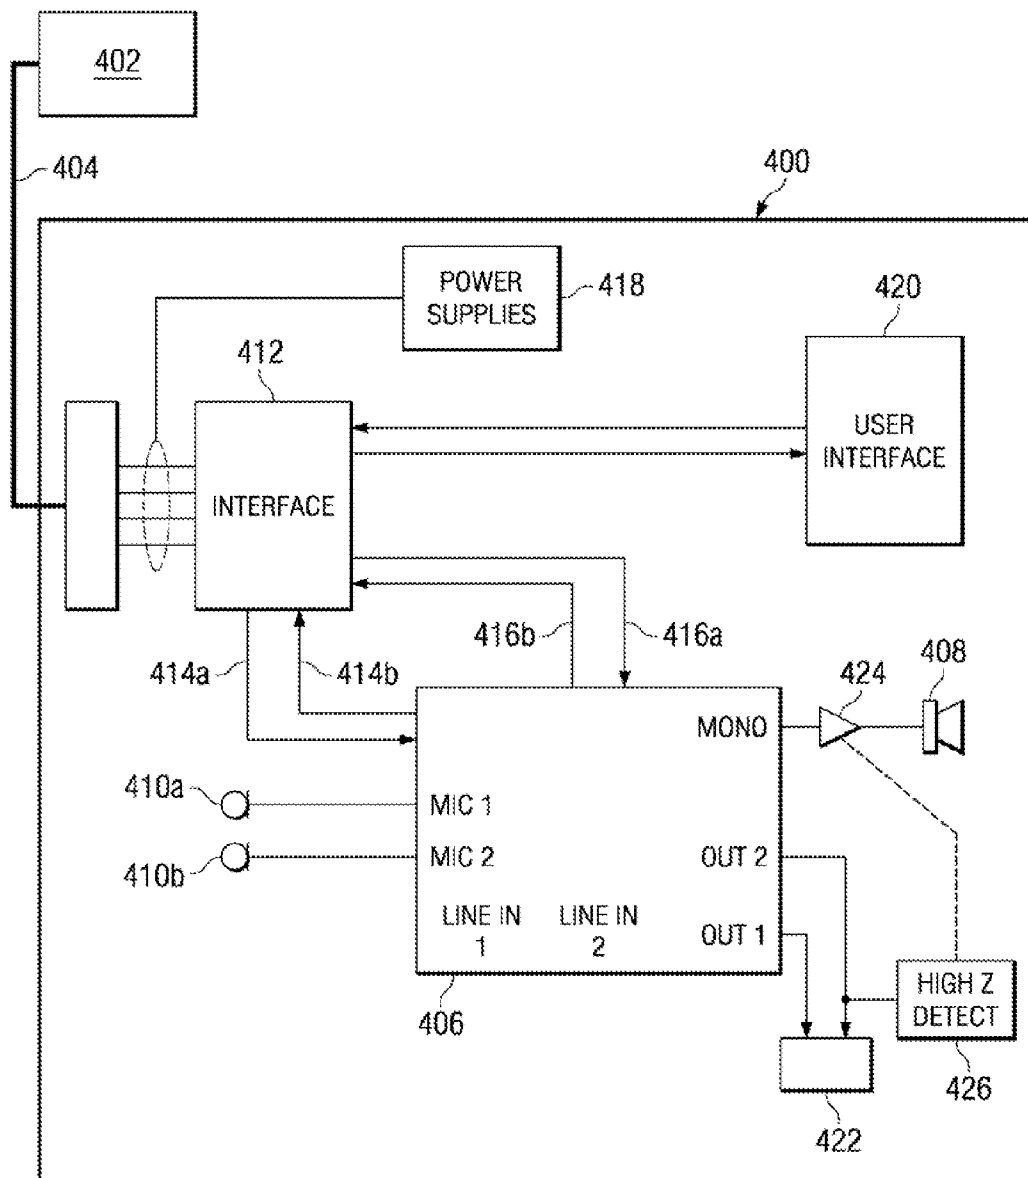 402
404
400
POWER
SUPPLIES
418
420
412
USER
INTERFACE
INTERFACE
416b
416a
414a
414b
424
408
MONO
410a
MIC 1
410b
MIC 2
OUT 2
LINE IN
1
LINE IN
2
OUT 1
HIGH Z
DETECT
406
426
422